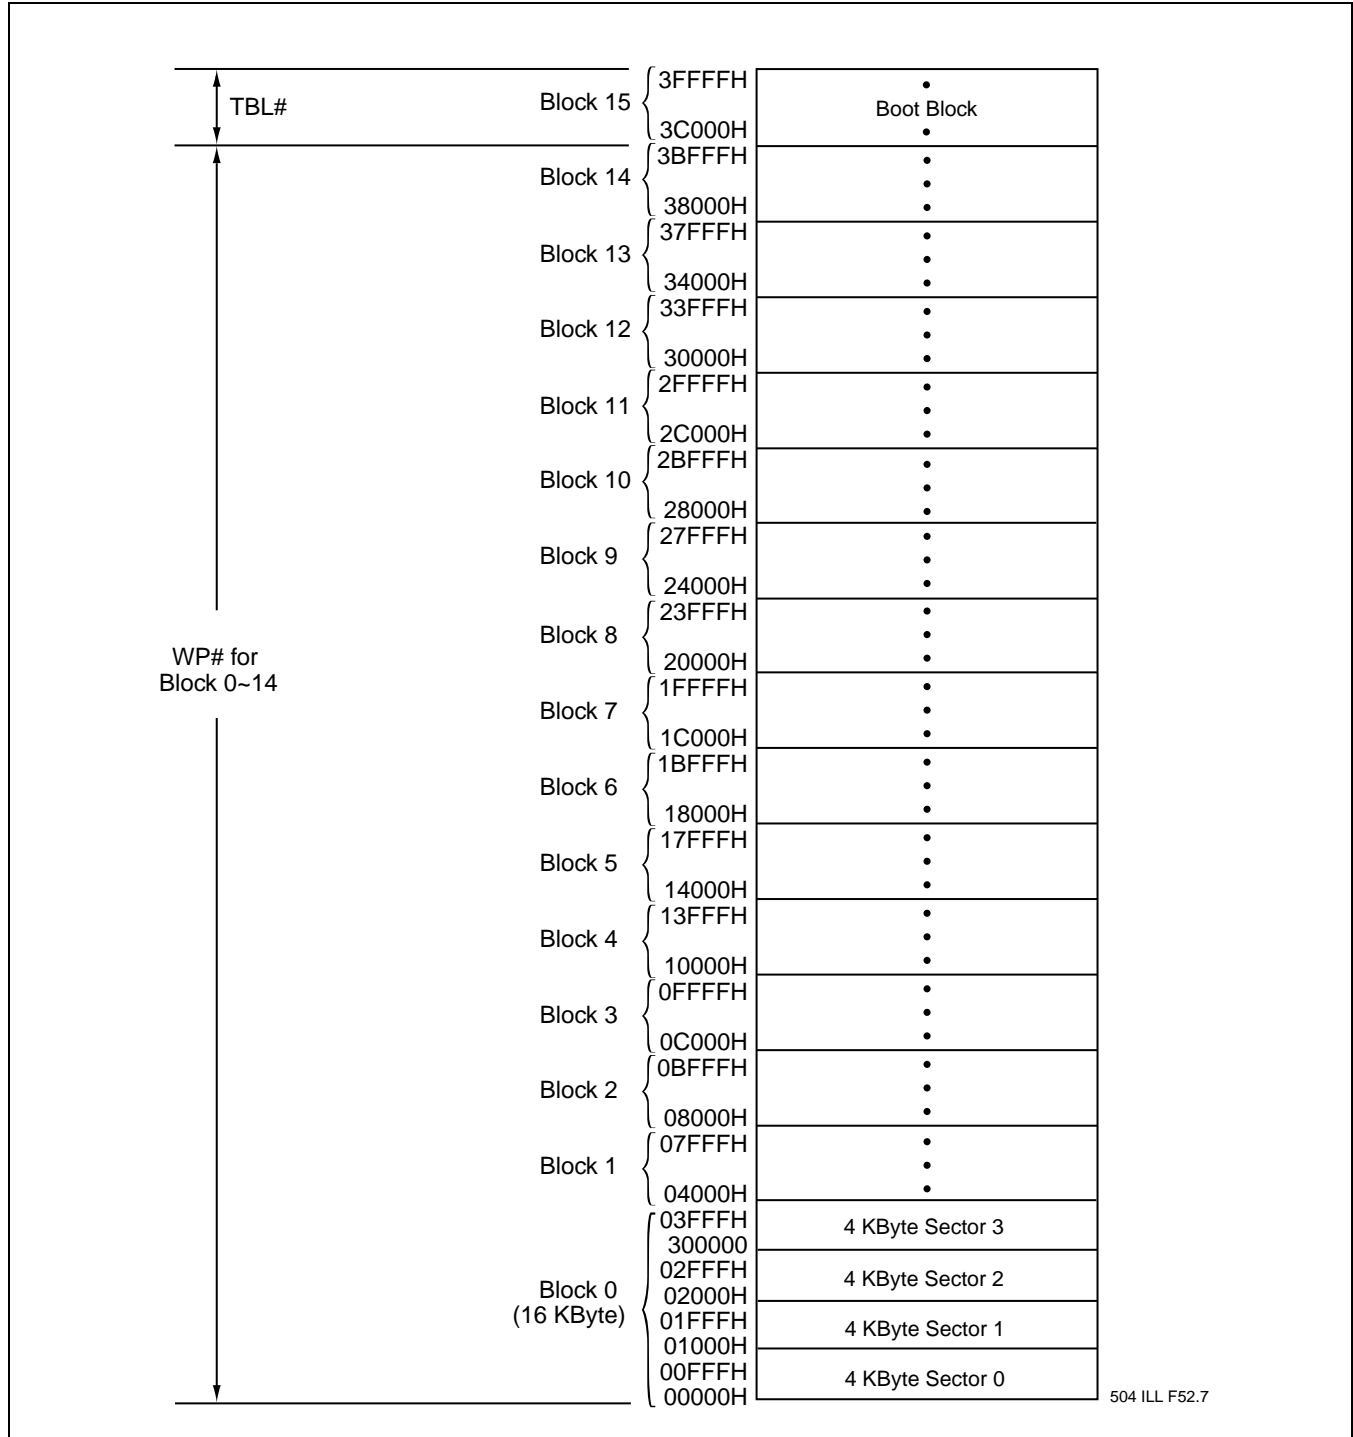 TBL#
Block 15
3FFFFH
3C000H
Boot Block
Block 14
3BFFFH
38000H
Block 13
37FFFH
34000H
Block 12
33FFFH
30000H
Block 11
2FFFFH
2C000H
Block 10
2BFFFH
28000H
Block 9
27FFFH
24000H
Block 8
23FFFH
20000H
WP# for
Block 0~14
Block 7
1FFFFH
1C000H
Block 6
1BFFFH
18000H
Block 5
17FFFH
14000H
Block 4
13FFFH
10000H
Block 3
0FFFFH
0C000H
Block 2
0BFFFH
08000H
Block 1
07FFFH
04000H
Block 0
(16 KByte)
03FFFH
300000
4 KByte Sector 3
02FFFH
02000H
4 KByte Sector 2
01FFFH
01000H
4 KByte Sector 1
00FFFH
00000H
4 KByte Sector 0
504 ILL F52.7